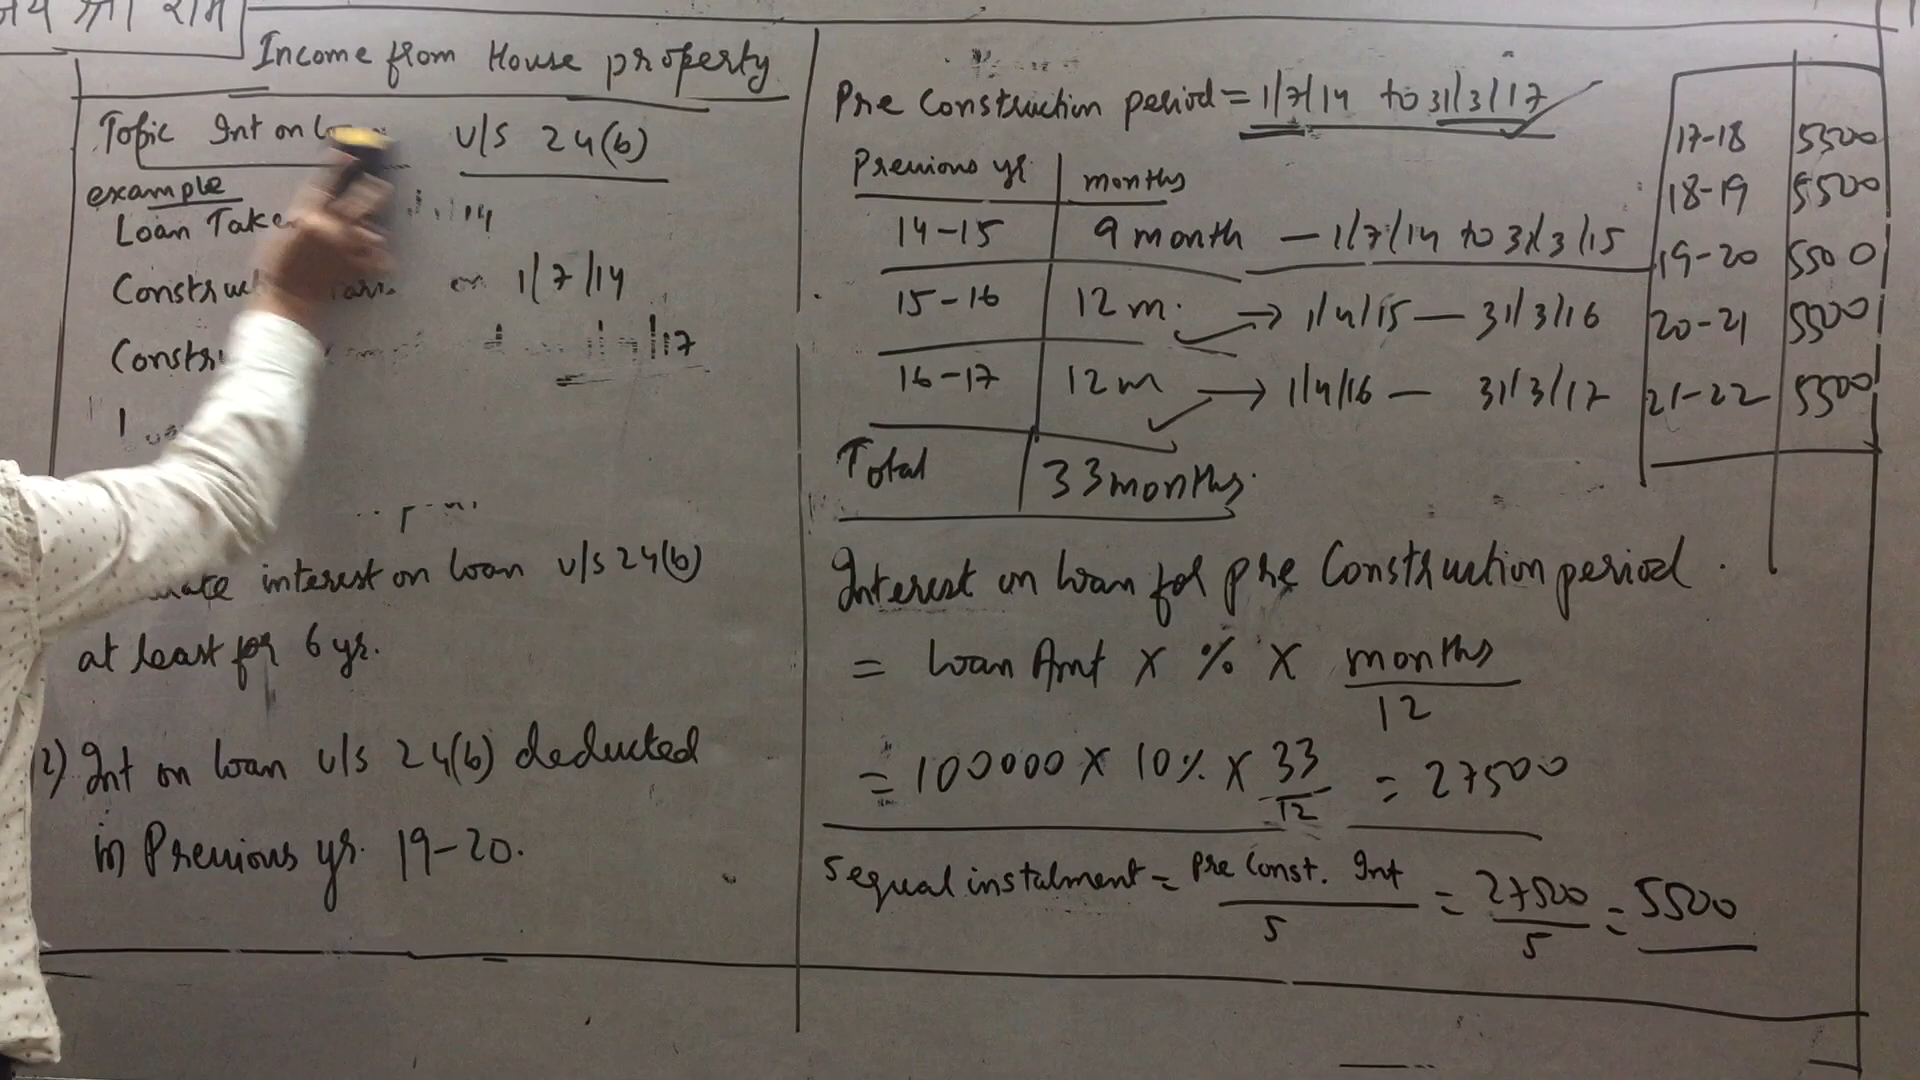 जय श्री राम
Income from House property
Topic Int on u/s 24(b)
example
Loan Taken /14
Construct on 1/7/14
Constr 17
interest on loan u/s 24(b)
at least for 6 yr.
2) Int on loan u/s 24(b) deducted
in Previous yr. 19-20.
Pre Construction period = 1/7/14 to 31/3/17
Previous yr months
14-15 9 month - 1/7/14 to 31/3/15
15-16 12 m. → 1/4/15 - 31/3/16
16-17 12 m → 1/4/16 - 31/3/17
Total 33 months.
Interest on loan for pre Construction period.
= loan Amt x % x months
12
= 100000 x 10% x 33/12 = 27500
5 equal instalment = Pre Const. Int / 5 = 27500 / 5 = 5500
17-18 5500
18-19 5500
19-20 5500
20-21 5500
21-22 5500